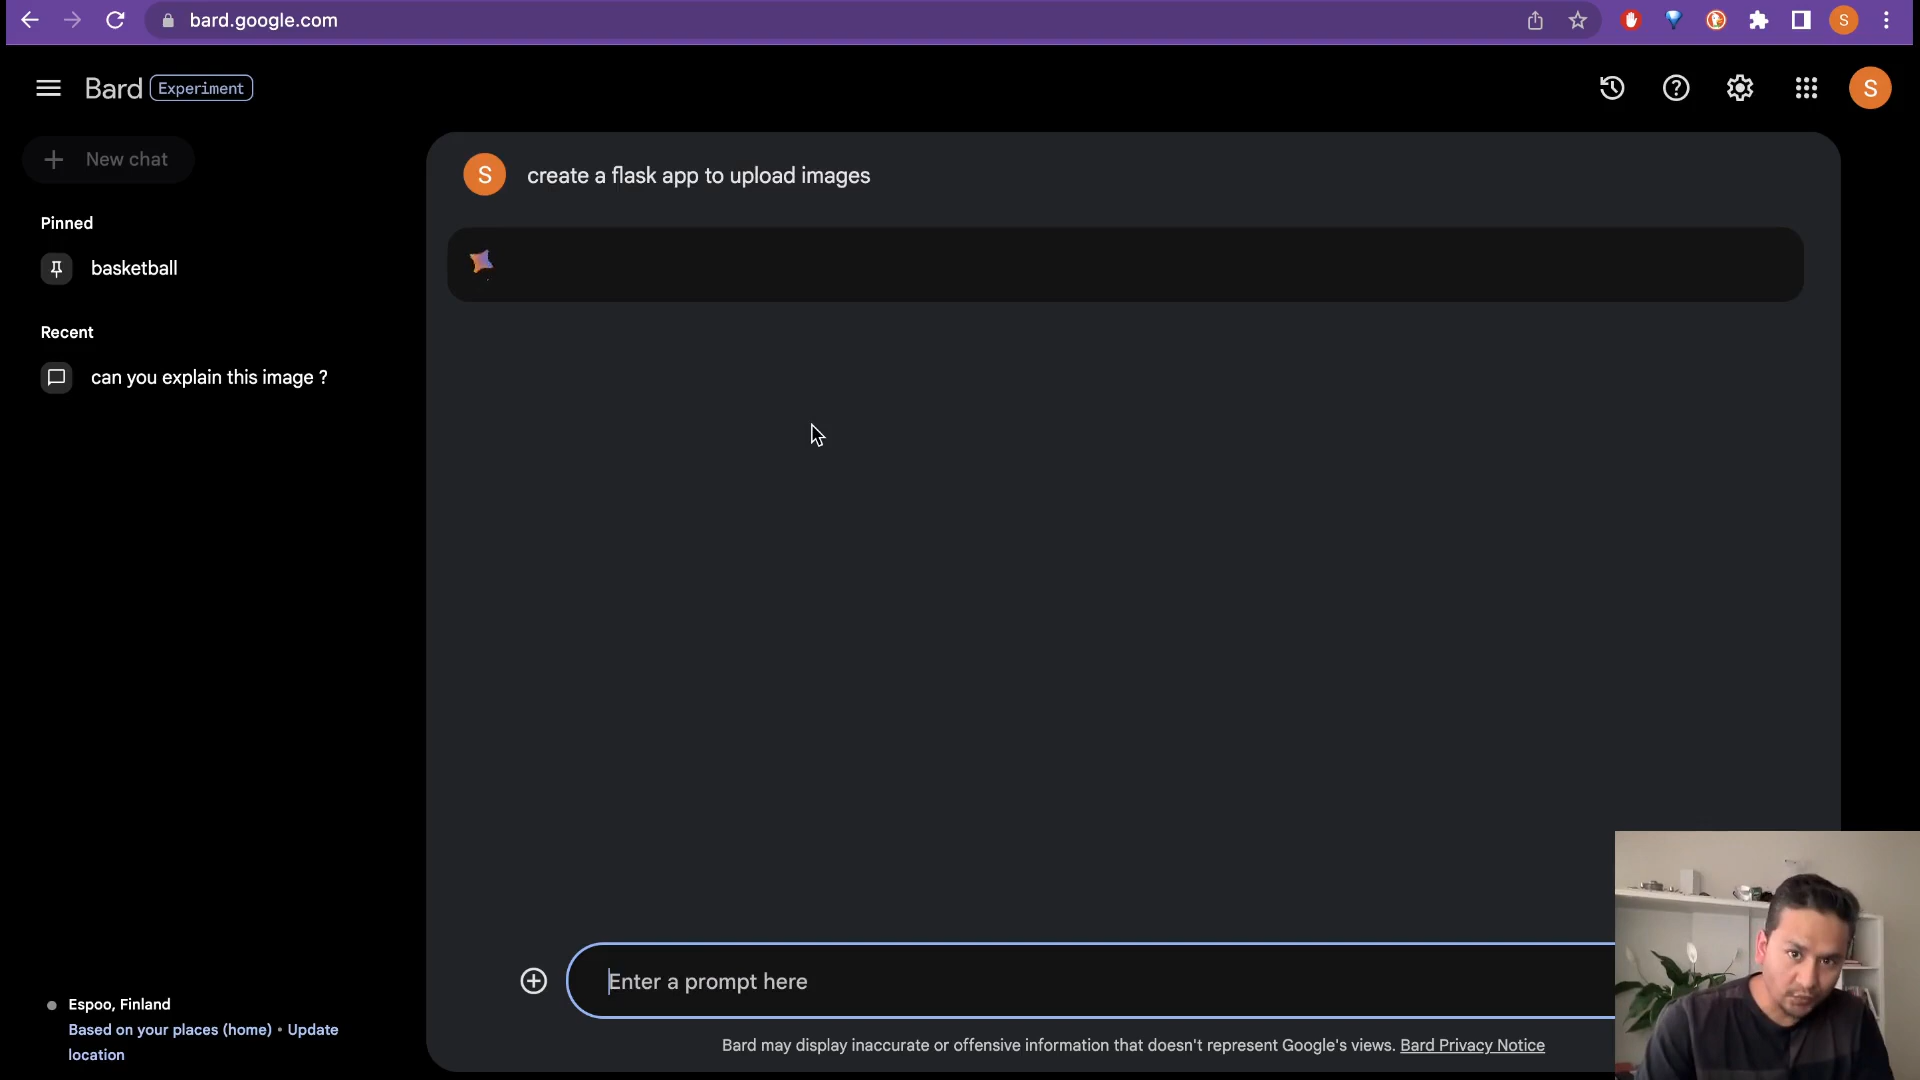 bard.google.com
S
Bard Experiment
S
New chat
Pinned
basketball
Recent
can you explain this image ?
S create a flask app to upload images
Enter a prompt here
Bard may display inaccurate or offensive information that doesn't represent Google's views. Bard Privacy Notice
Espoo, Finland
Based on your places (home) • Update
location